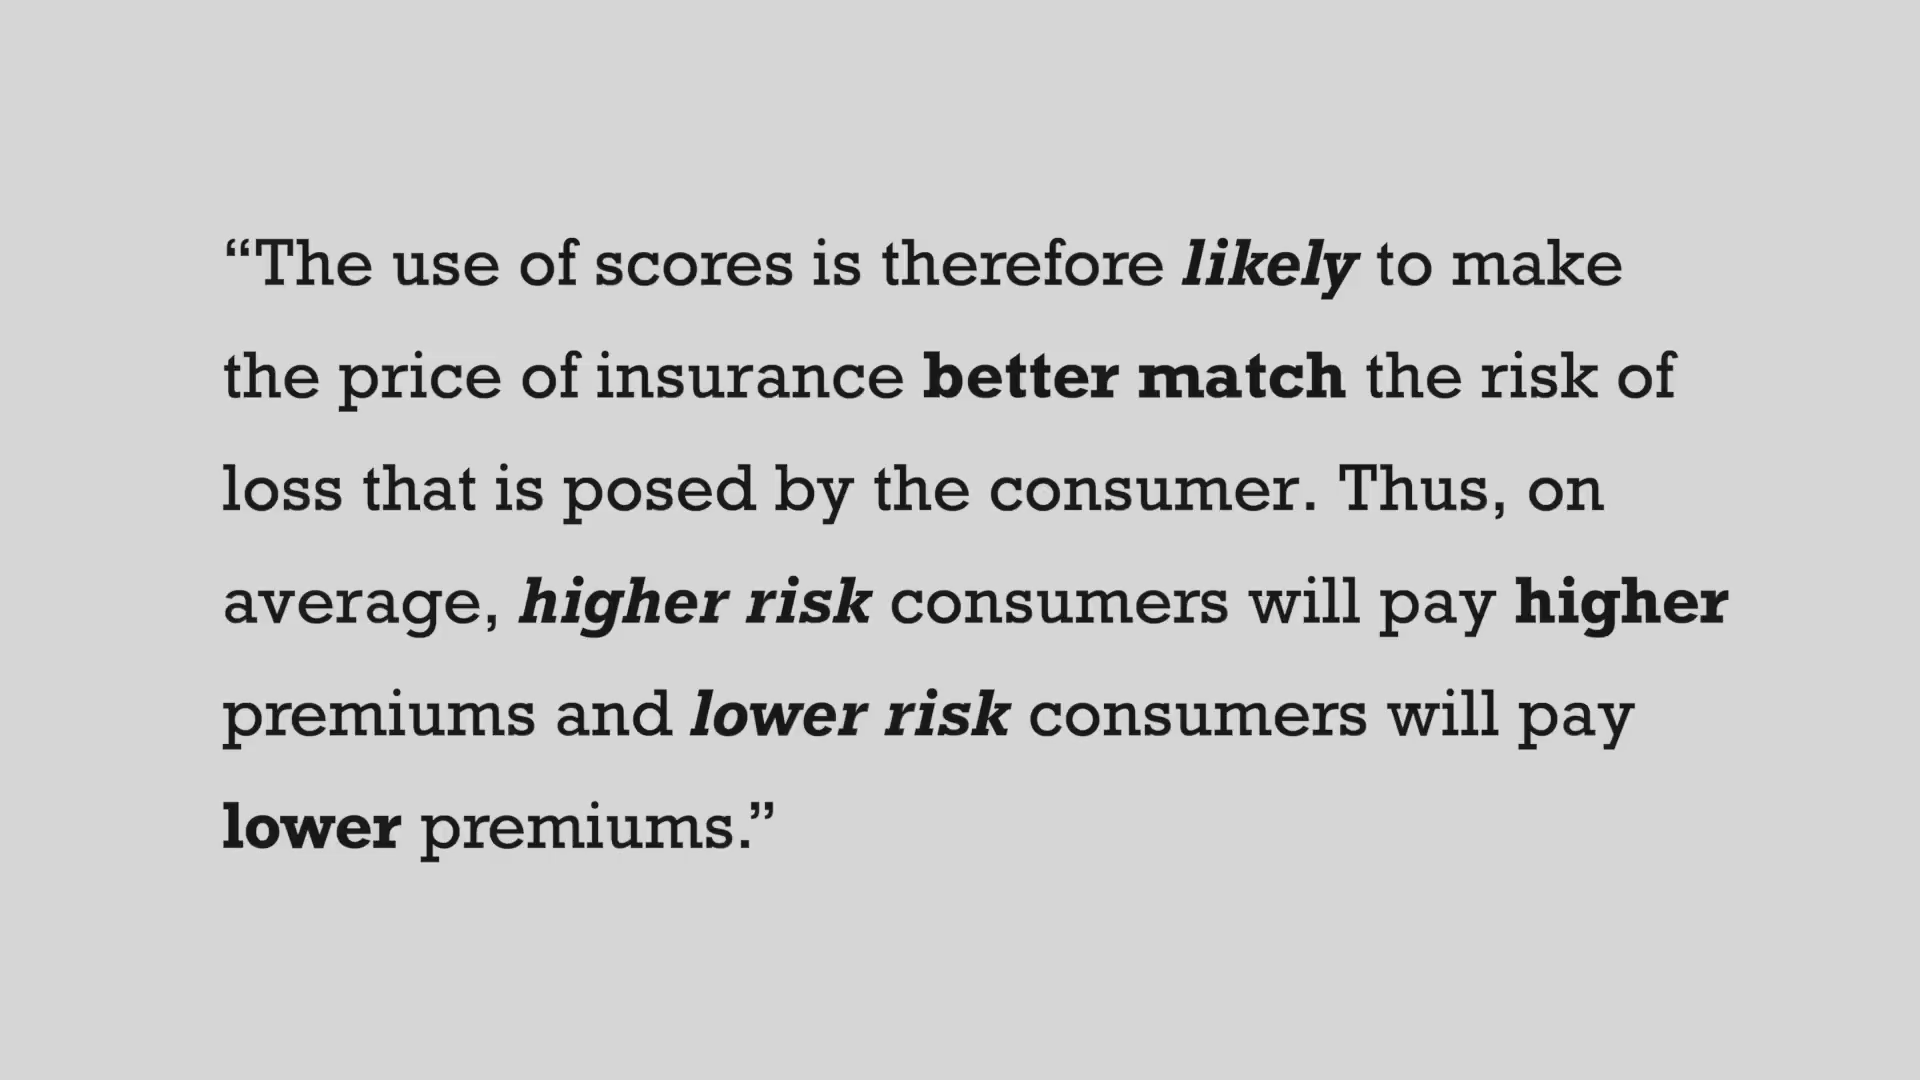 “The use of scores is therefore likely to make
the price of insurance better match the risk of
loss that is posed by the consumer. Thus, on
average, higher risk consumers will pay higher
premiums and lower risk consumers will pay
lower premiums.”